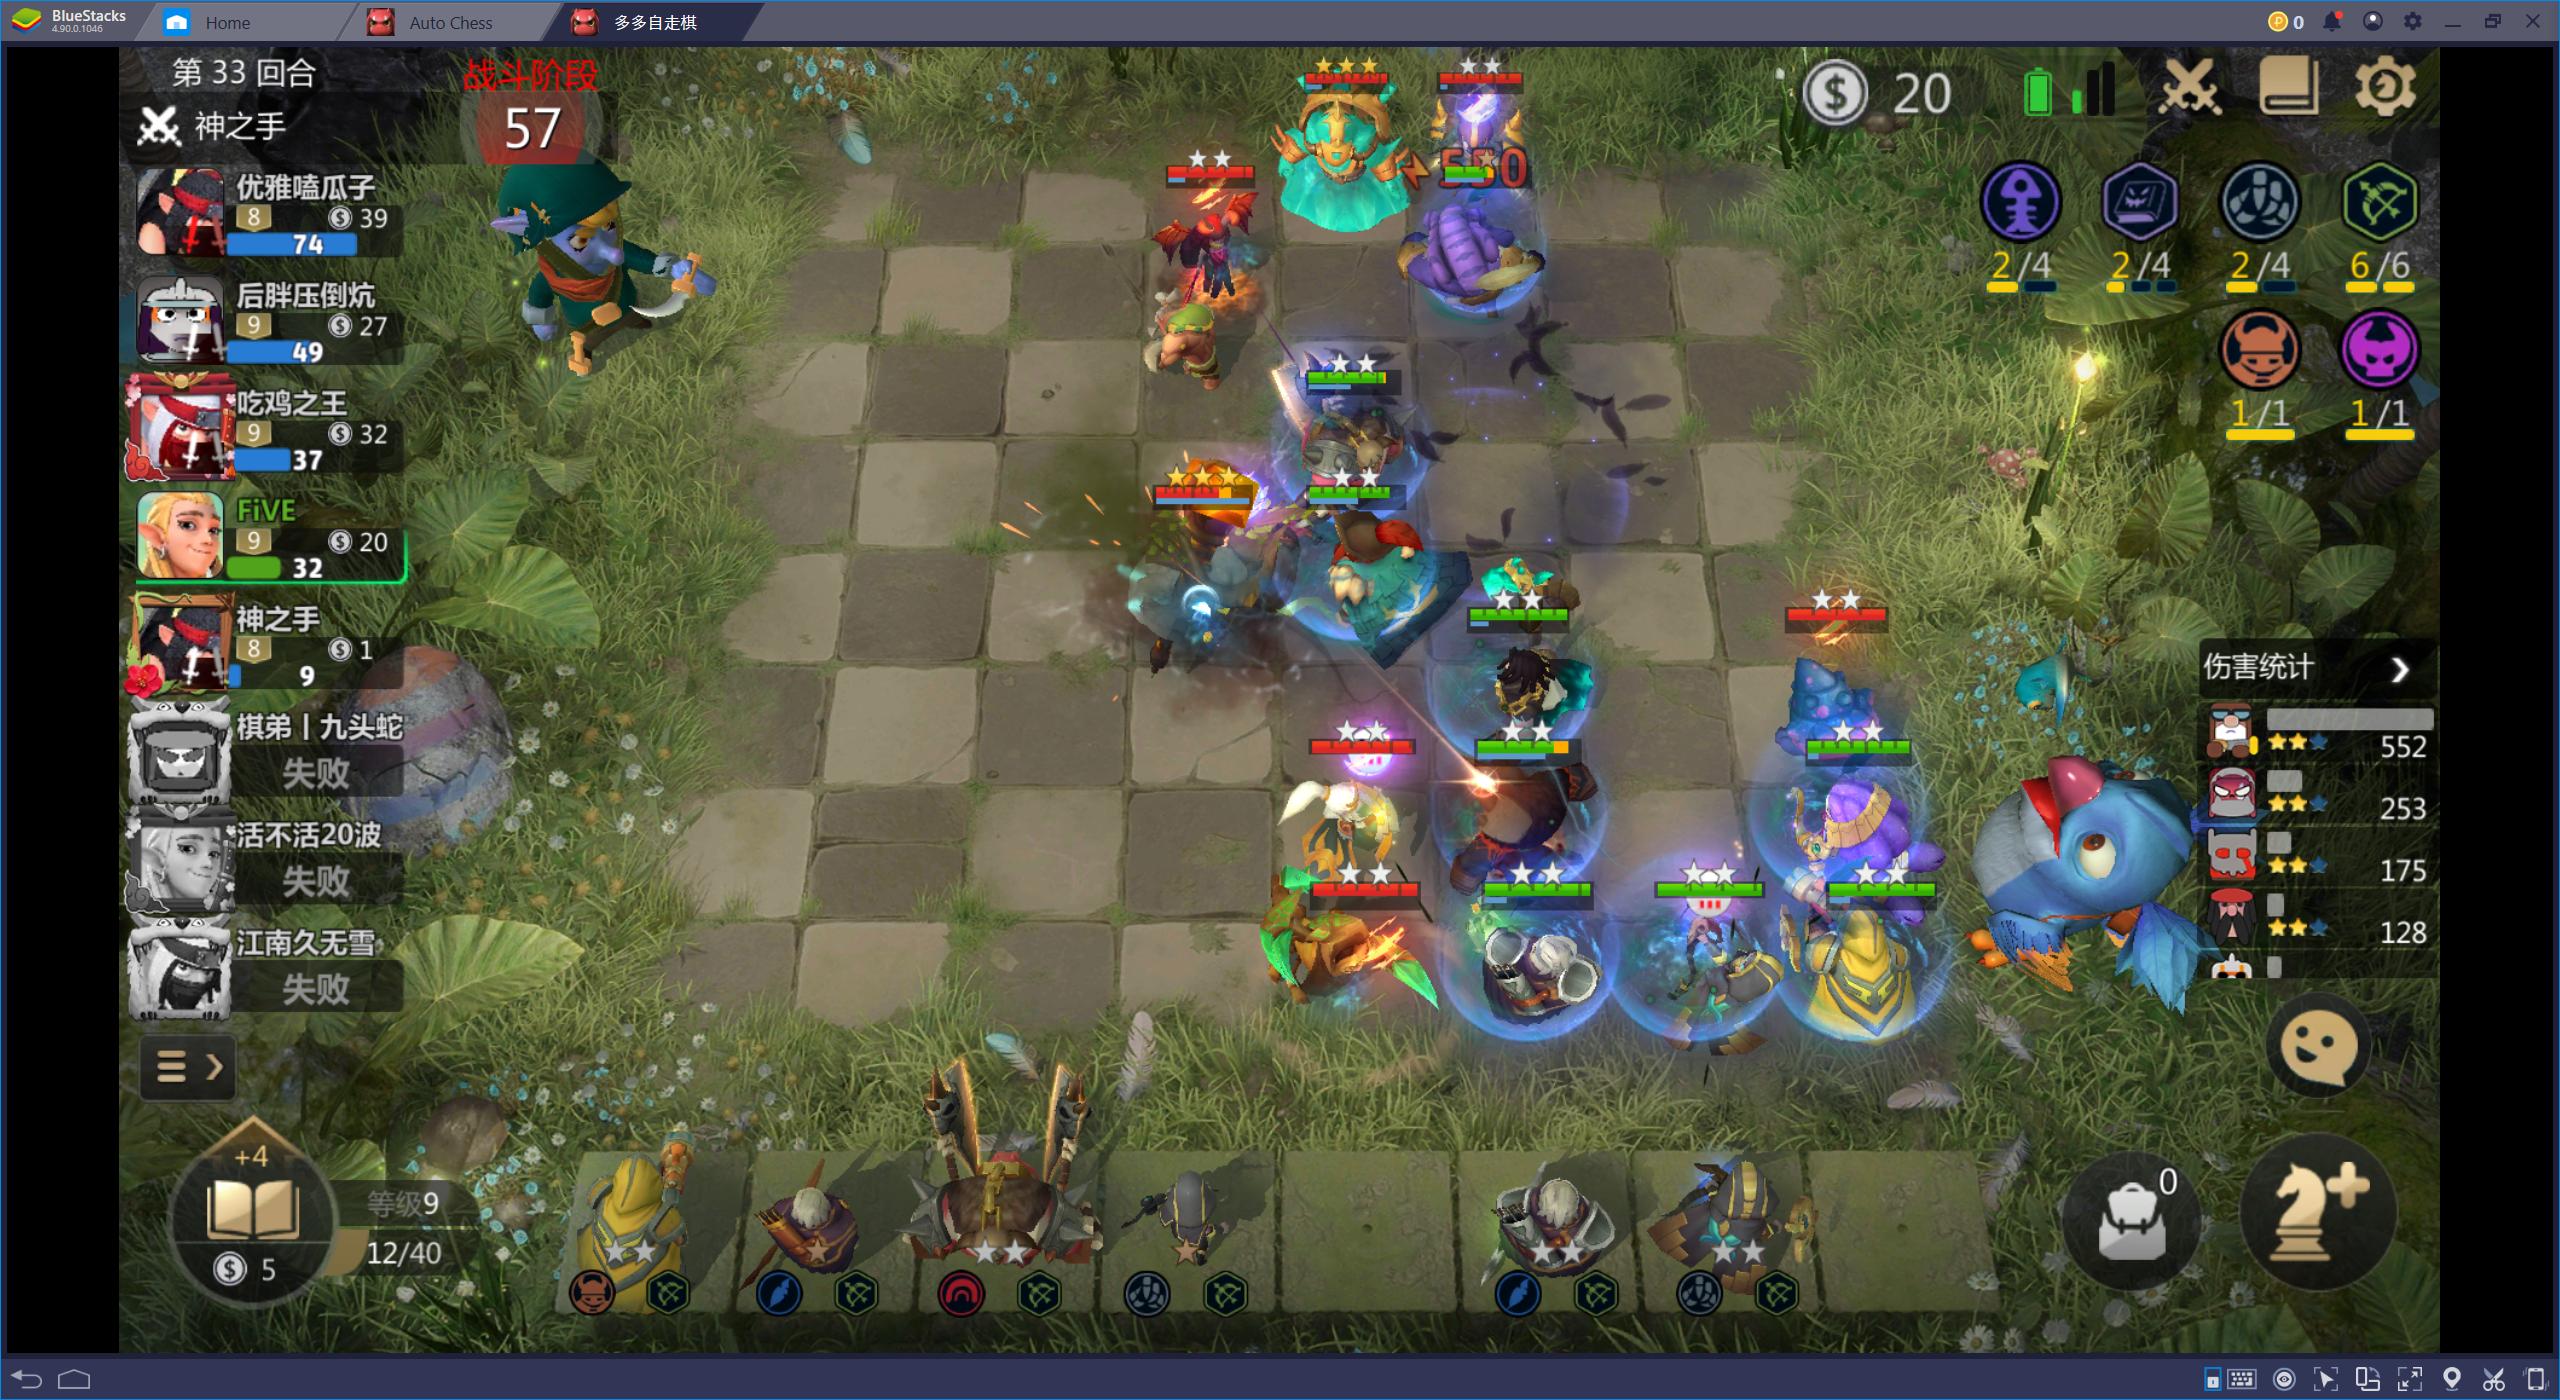 BlueStacks
4.90.0.1046
Home
Auto Chess
多多自走棋
0
第 33 回合
战斗阶段
神之手
57
20
优雅嗑瓜子
8
39
74
后胖压倒炕
9
27
49
吃鸡之王
9
32
37
FiVE
9
20
32
神之手
8
1
9
棋弟丨九头蛇
失败
活不活20波
失败
江南久无雪
失败
550
2/4
2/4
2/4
6/6
1/1
1/1
伤害统计
552
253
175
128
+4
5
等级9
12/40
0